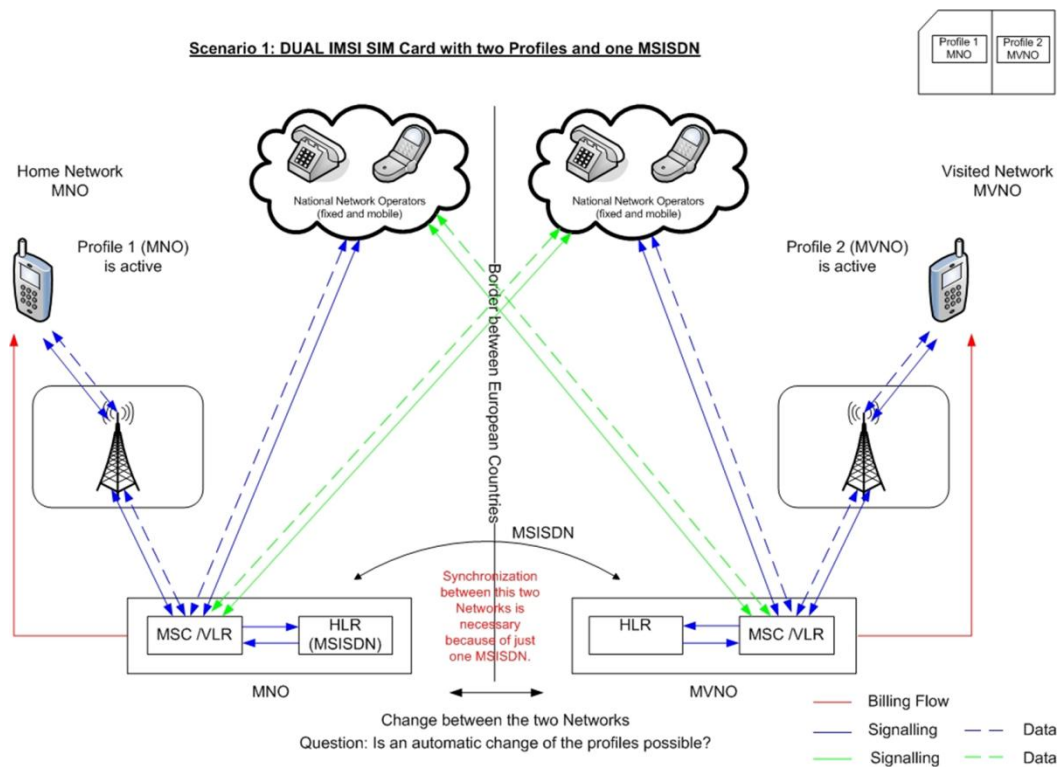 Scenario 1: DUAL IMSI SIM Card with two Profiles and one MSISDN
Profile 1
MNO
Profile 2
MVNO
Home Network
MNO
National Network Operators
(fixed and mobile)
National Network Operators
(fixed and mobile)
Visited Network
MVNO
Profile 1 (MNO)
is active
Profile 2 (MVNO)
is active
Border between European Countries
MSISDN
Synchronization
between this two
Networks is
necessary
because of just
one MSISDN.
MSC /VLR
HLR
(MSISDN)
HLR
MSC /VLR
MNO
MVNO
Change between the two Networks
Question: Is an automatic change of the profiles possible?
Billing Flow
Signalling
Data
Signalling
Data